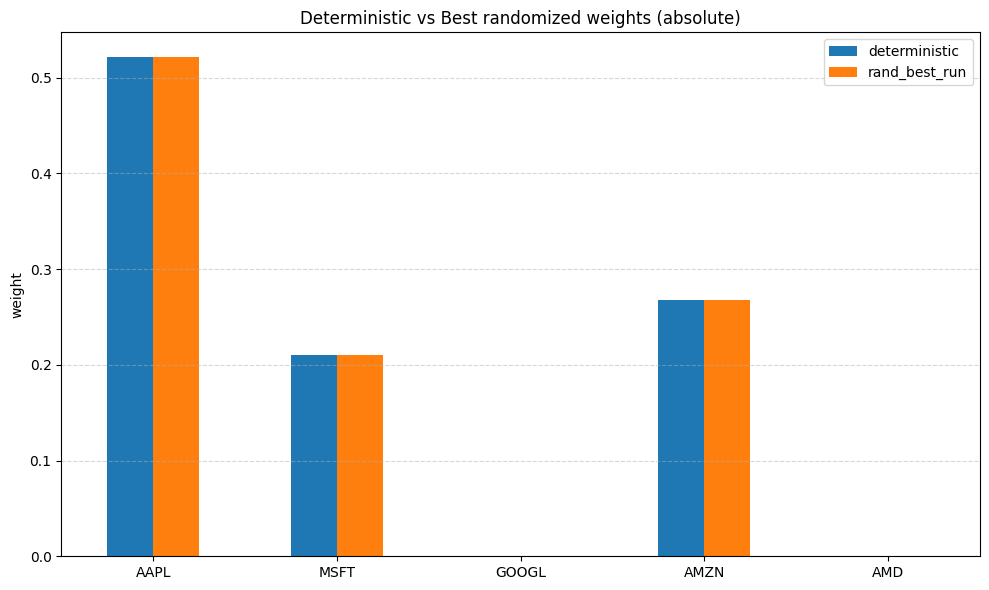 Deterministic vs Best randomized weights (absolute)
deterministic
rand_best_run
weight
0.5
0.4
0.3
0.2
0.1
0.0
AAPL
MSFT
GOOGL
AMZN
AMD